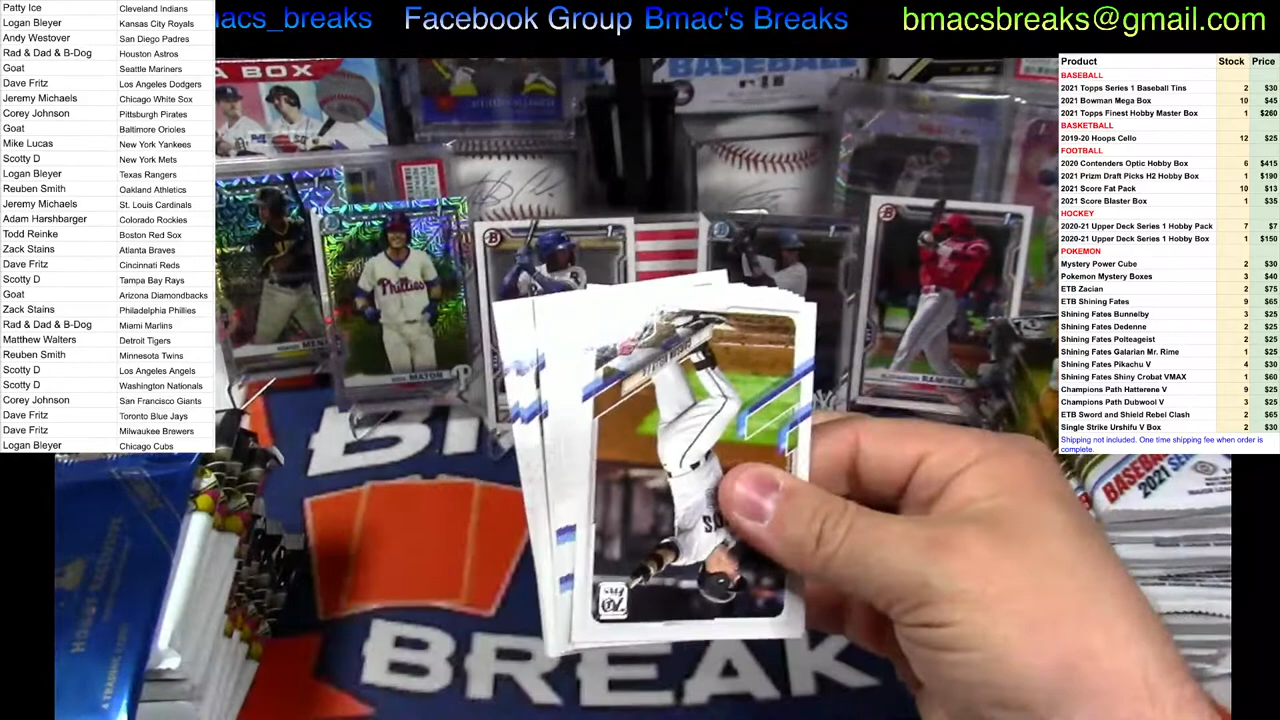 acs_breaks Facebook Group Bmac's Breaks bmacsbreaks@gmail.com
Patty Ice Cleveland Indians
Logan Bleyer Kansas City Royals
Andy Westover San Diego Padres
Rad & Dad & B-Dog Houston Astros
Goat Seattle Mariners
Dave Fritz Los Angeles Dodgers
Jeremy Michaels Chicago White Sox
Corey Johnson Pittsburgh Pirates
Goat Baltimore Orioles
Mike Lucas New York Yankees
Scotty D New York Mets
Logan Bleyer Texas Rangers
Reuben Smith Oakland Athletics
Jeremy Michaels St. Louis Cardinals
Adam Harshbarger Colorado Rockies
Todd Reinke Boston Red Sox
Zack Stains Atlanta Braves
Dave Fritz Cincinnati Reds
Scotty D Tampa Bay Rays
Goat Arizona Diamondbacks
Zack Stains Philadelphia Phillies
Rad & Dad & B-Dog Miami Marlins
Matthew Walters Detroit Tigers
Reuben Smith Minnesota Twins
Scotty D Los Angeles Angels
Scotty D Washington Nationals
Corey Johnson San Francisco Giants
Dave Fritz Toronto Blue Jays
Dave Fritz Milwaukee Brewers
Logan Bleyer Chicago Cubs
Product Stock Price
BASEBALL
2021 Topps Series 1 Baseball Tins 2 $30
2021 Bowman Mega Box 10 $45
2021 Topps Finest Hobby Master Box 1 $260
BASKETBALL
2019-20 Hoops Cello 12 $25
FOOTBALL
2020 Contenders Optic Hobby Box 6 $415
2021 Prizm Draft Picks H2 Hobby Box 1 $190
2021 Score Fat Pack 10 $13
2021 Score Blaster Box 1 $35
HOCKEY
2020-21 Upper Deck Series 1 Hobby Pack 7 $7
2020-21 Upper Deck Series 1 Hobby Box 1 $150
POKEMON
Mystery Power Cube 2 $30
Pokemon Mystery Boxes 3 $40
ETB Zacian 2 $75
ETB Shining Fates 9 $65
Shining Fates Bunnelby 3 $25
Shining Fates Dedenne 2 $25
Shining Fates Polteageist 2 $25
Shining Fates Galarian Mr. Rime 1 $25
Shining Fates Pikachu V 4 $30
Shining Fates Shiny Crobat VMAX 1 $60
Champions Path Hatterene V 9 $25
Champions Path Dubwool V 3 $25
ETB Sword and Shield Rebel Clash 2 $65
Single Strike Urshifu V Box 2 $30
Shipping not included. One time shipping fee when order is
complete.
A BOX
BASEBALL
Phillies
MATON
RAMIREZ
BREAK
BASEBALL
2021